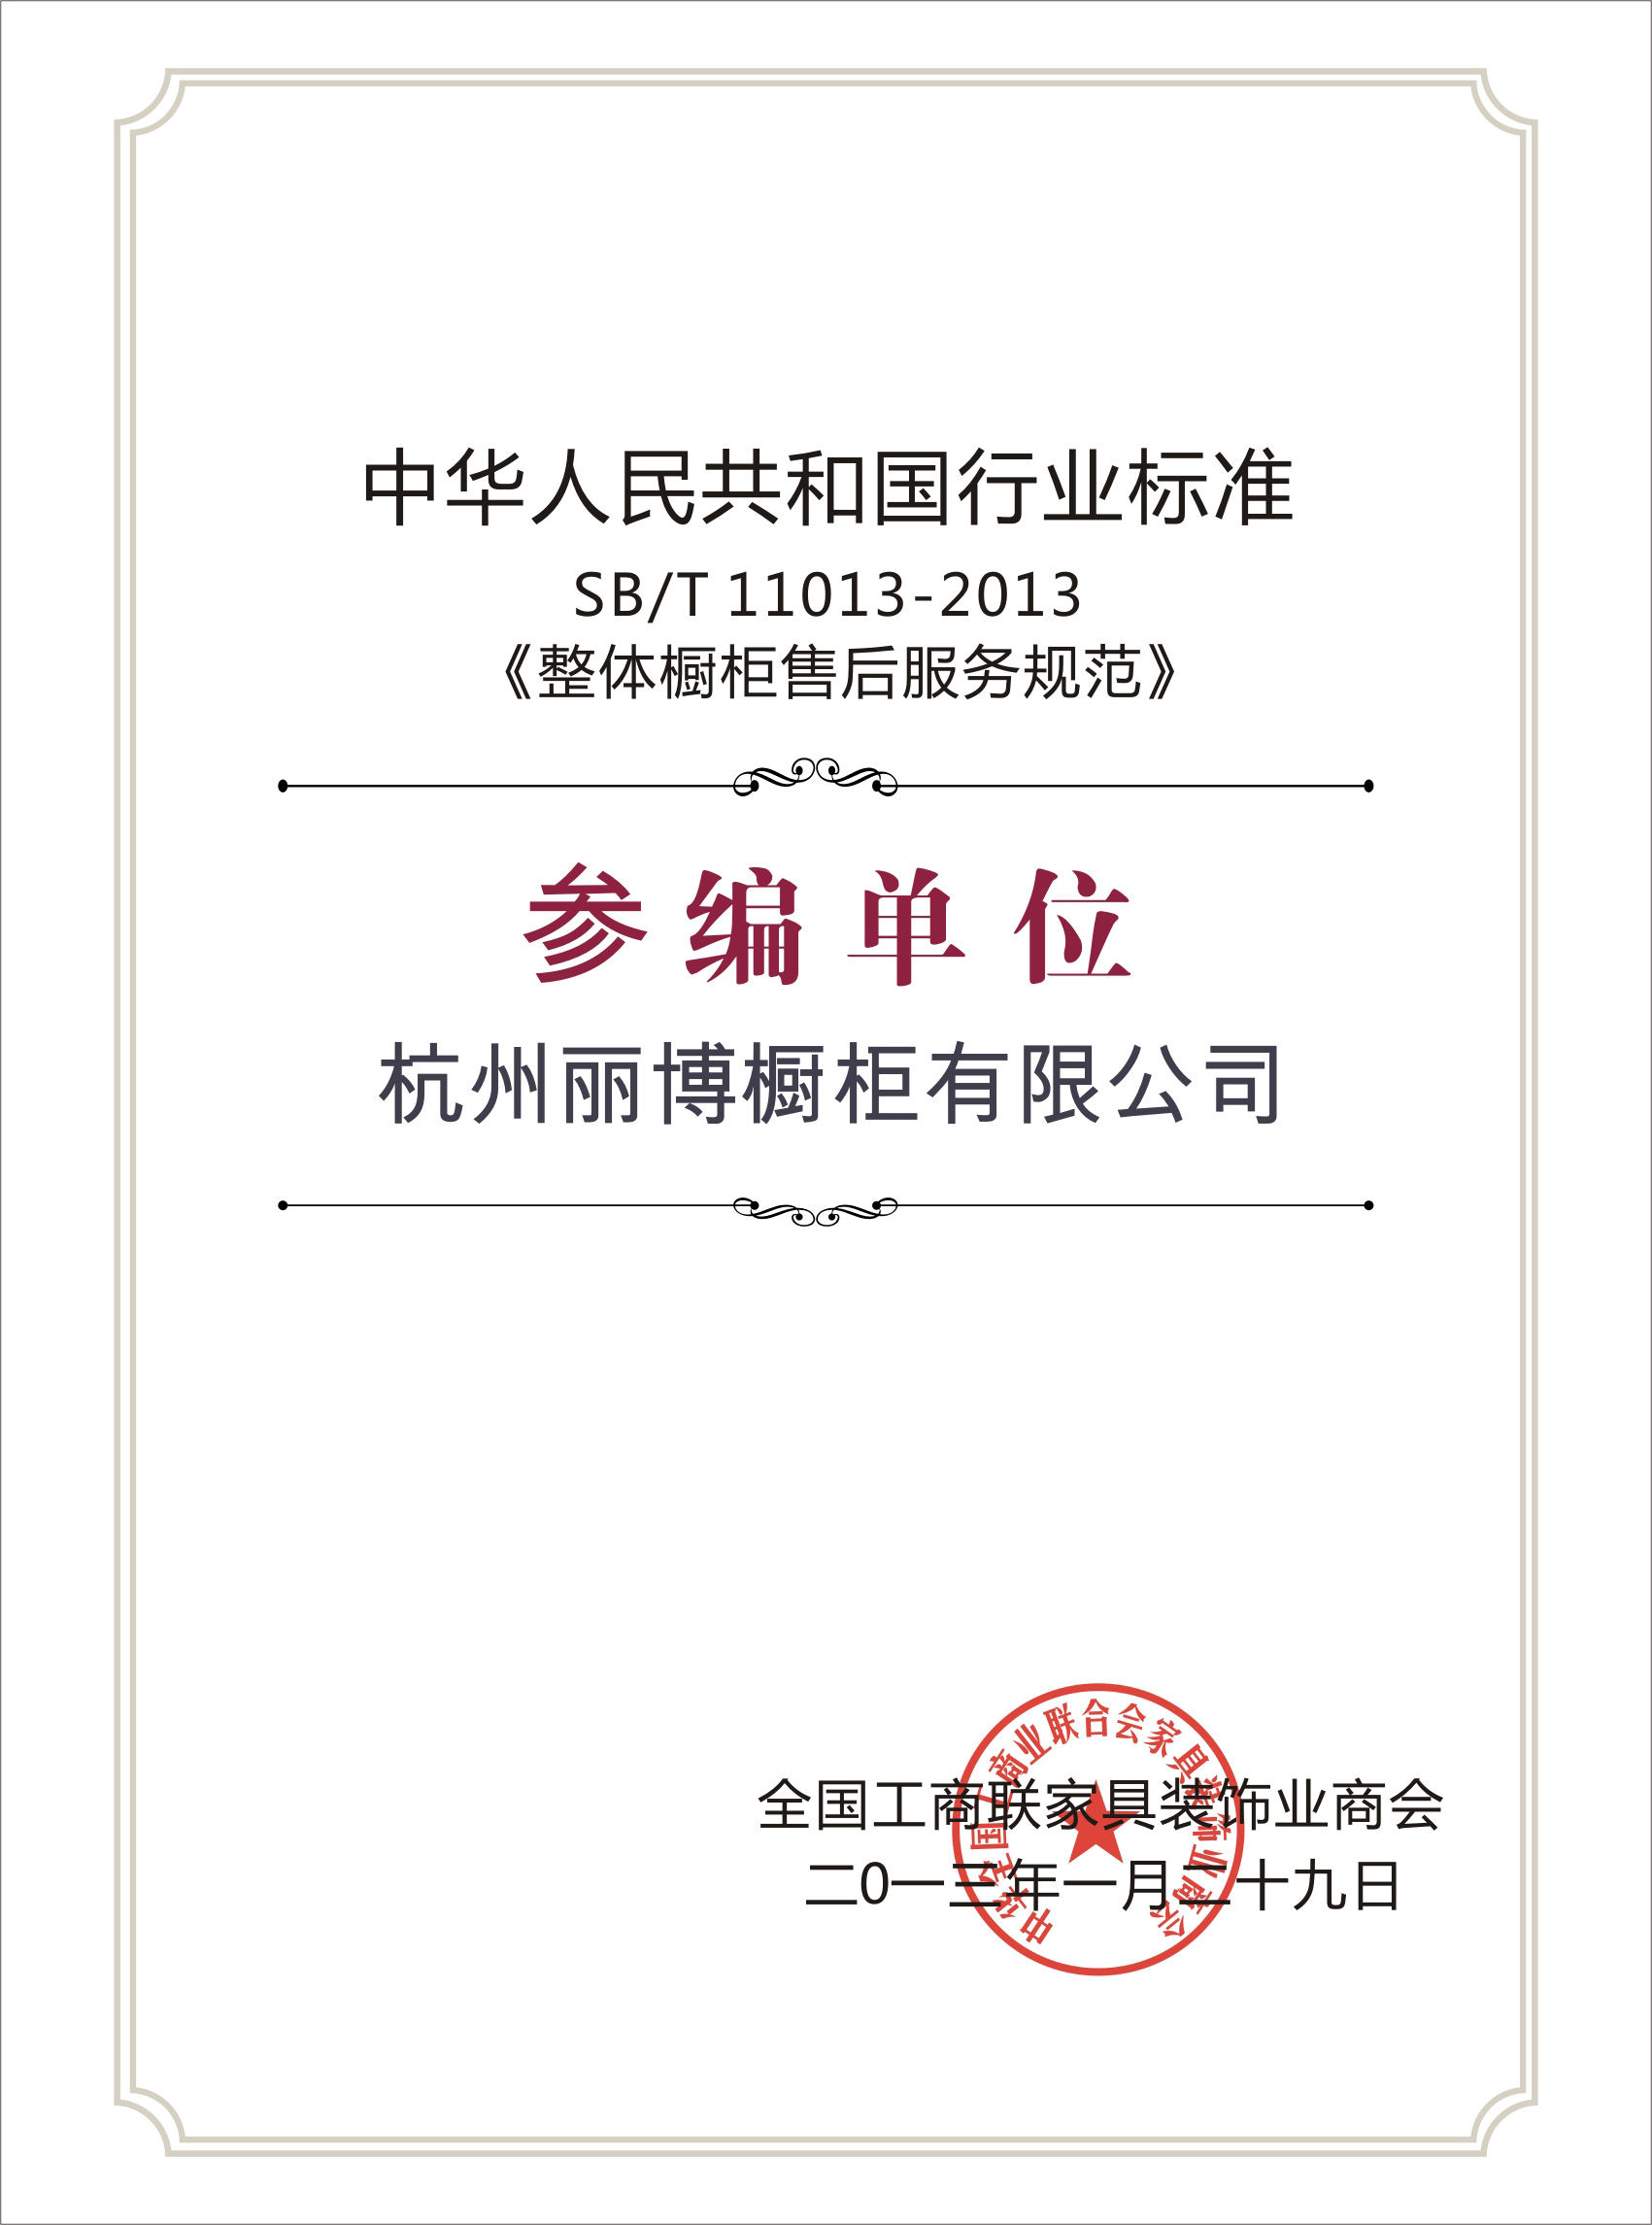 中华人民共和国行业标准
SB/T 11013-2013
《整体橱柜售后服务规范》
参编单位
杭州丽博橱柜有限公司
中华全国工商业联合会家具装饰业商会
全国工商联家具装饰业商会
二0一三年一月二十九日